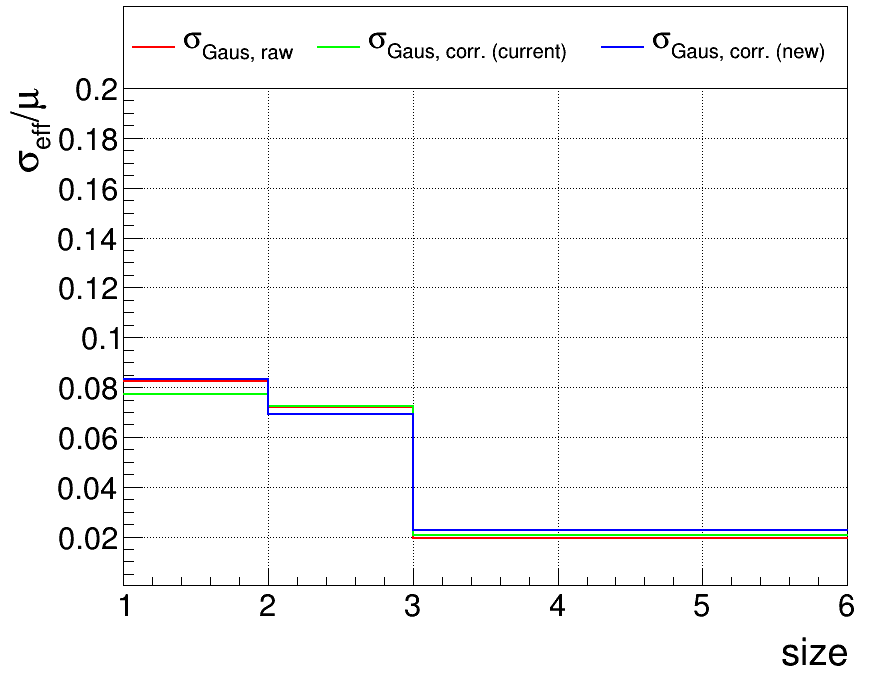 σGaus, raw σGaus, corr. (current) σGaus, corr. (new)
σeff/μ
0.2
0.18
0.16
0.14
0.12
0.1
0.08
0.06
0.04
0.02
1 2 3 4 5 6
size